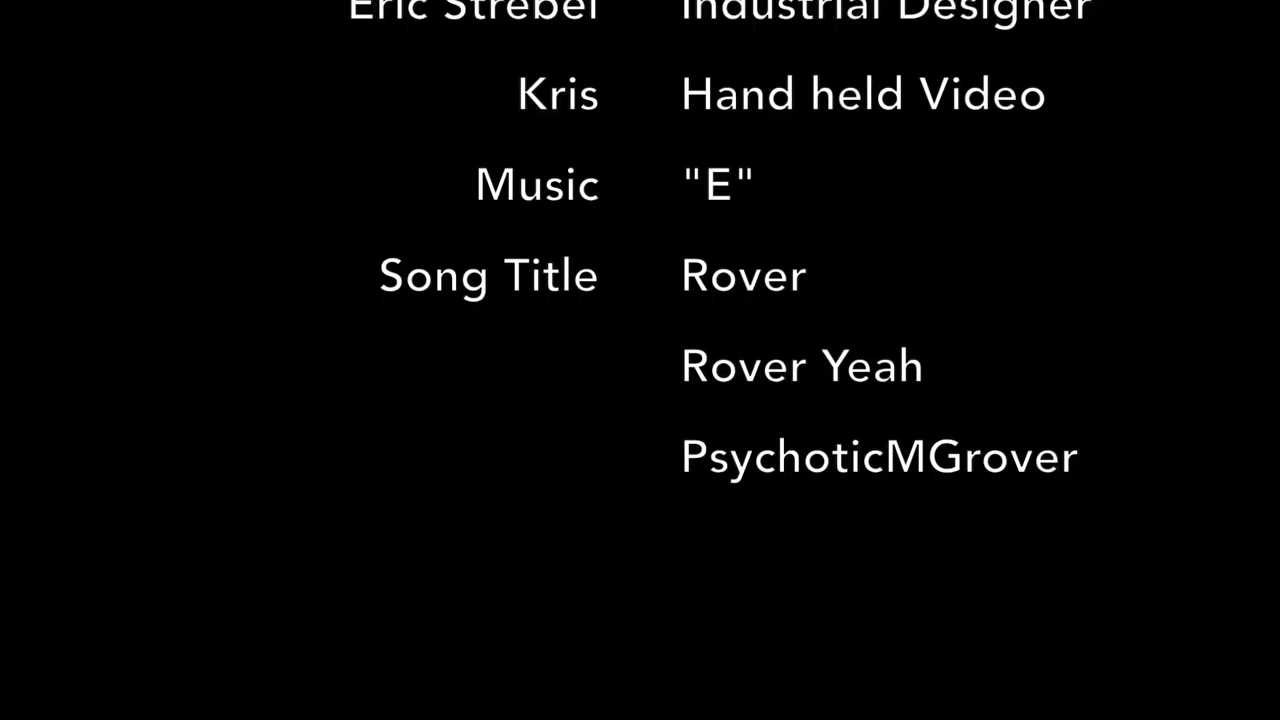 Eric Strebel Industrial Designer
Kris Hand held Video
Music "E"
Song Title Rover
Rover Yeah
PsychoticMGrover